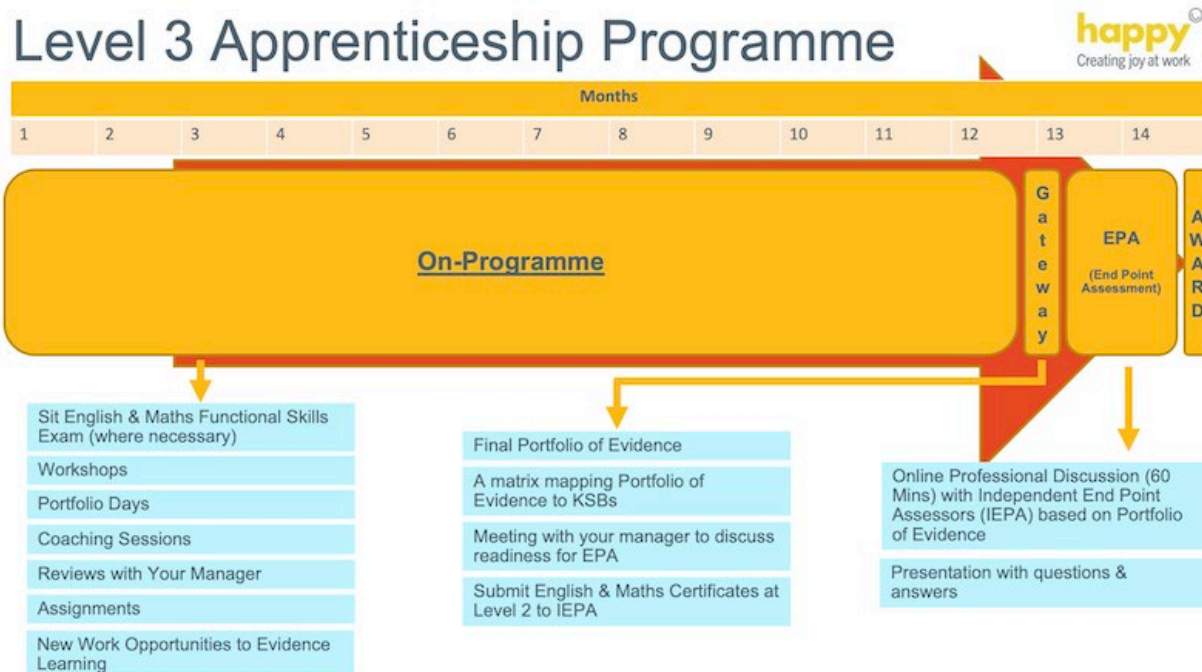 Level 3 Apprenticeship Programme
happy
Creating joy at work
Months
1 2 3 4 5 6 7 8 9 10 11 12 13 14
On-Programme
Gateway
EPA
(End Point
Assessment)
AWARD
Sit English & Maths Functional Skills
Exam (where necessary)
Workshops
Portfolio Days
Coaching Sessions
Reviews with Your Manager
Assignments
New Work Opportunities to Evidence
Learning
Final Portfolio of Evidence
A matrix mapping Portfolio of
Evidence to KSBs
Meeting with your manager to discuss
readiness for EPA
Submit English & Maths Certificates at
Level 2 to IEPA
Online Professional Discussion (60
Mins) with Independent End Point
Assessors (IEPA) based on Portfolio
of Evidence
Presentation with questions &
answers